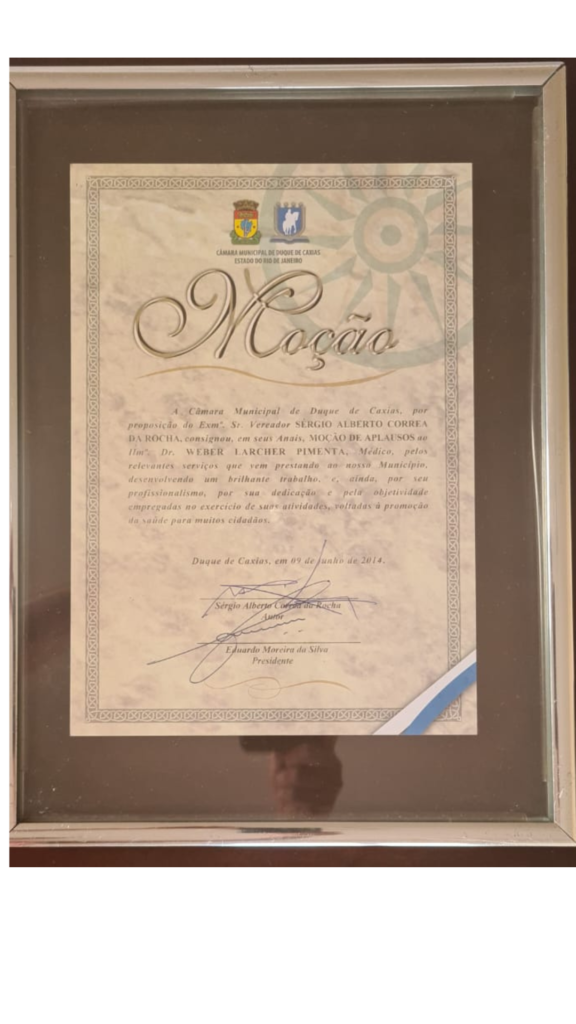 CÂMARA MUNICIPAL DE DUQUE DE CAXIAS
ESTADO DO RIO DE JANEIRO
Moção
A Câmara Municipal de Duque de Caxias, por
proposição do Exmº. Sr. Vereador SÉRGIO ALBERTO CORREA
DA ROCHA, consignou, em seus Anais, MOÇÃO DE APLAUSOS ao
Ilmº. Dr. WEBER LARCHER PIMENTA, Médico, pelos
relevantes serviços que vem prestando ao nosso Município,
desenvolvendo um brilhante trabalho, e, ainda, por seu
profissionalismo, por sua dedicação e pela objetividade
empregadas no exercício de suas atividades, voltadas à promoção
da saúde para muitos cidadãos.
Duque de Caxias, em 09 de junho de 2014.
Sérgio Alberto Corrêa da Rocha
Autor
Eduardo Moreira da Silva
Presidente